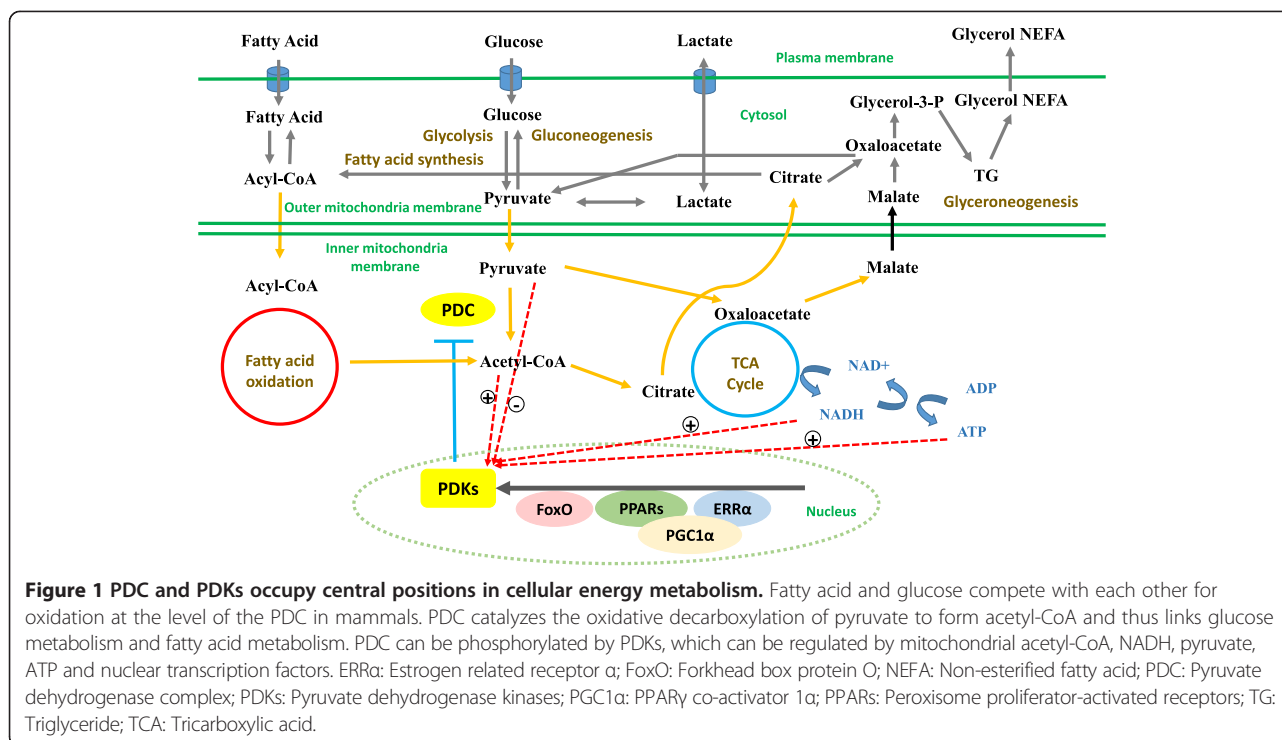 Fatty Acid
Glucose
Lactate
Glycerol NEFA
Plasma membrane
Fatty Acid
Glucose
Cytosol
Glycerol-3-P
Glycerol NEFA
Glycolysis
Gluconeogenesis
Oxaloacetate
Fatty acid synthesis
Acyl-CoA
Citrate
TG
Pyruvate
Lactate
Malate
Glyceroneogenesis
Outer mitochondria membrane
Inner mitochondria
membrane
Pyruvate
Malate
Acyl-CoA
PDC
Oxaloacetate
Fatty acid
oxidation
Acetyl-CoA
Citrate
TCA
Cycle
NAD+
ADP
NADH
ATP
+
-
+
+
PDKs
FoxO
PPARs
ERRα
PGC1α
Nucleus
Figure 1 PDC and PDKs occupy central positions in cellular energy metabolism. Fatty acid and glucose compete with each other for
oxidation at the level of the PDC in mammals. PDC catalyzes the oxidative decarboxylation of pyruvate to form acetyl-CoA and thus links glucose
metabolism and fatty acid metabolism. PDC can be phosphorylated by PDKs, which can be regulated by mitochondrial acetyl-CoA, NADH, pyruvate,
ATP and nuclear transcription factors. ERRα: Estrogen related receptor α; FoxO: Forkhead box protein O; NEFA: Non-esterified fatty acid; PDC: Pyruvate
dehydrogenase complex; PDKs: Pyruvate dehydrogenase kinases; PGC1α: PPARγ co-activator 1α; PPARs: Peroxisome proliferator-activated receptors; TG:
Triglyceride; TCA: Tricarboxylic acid.